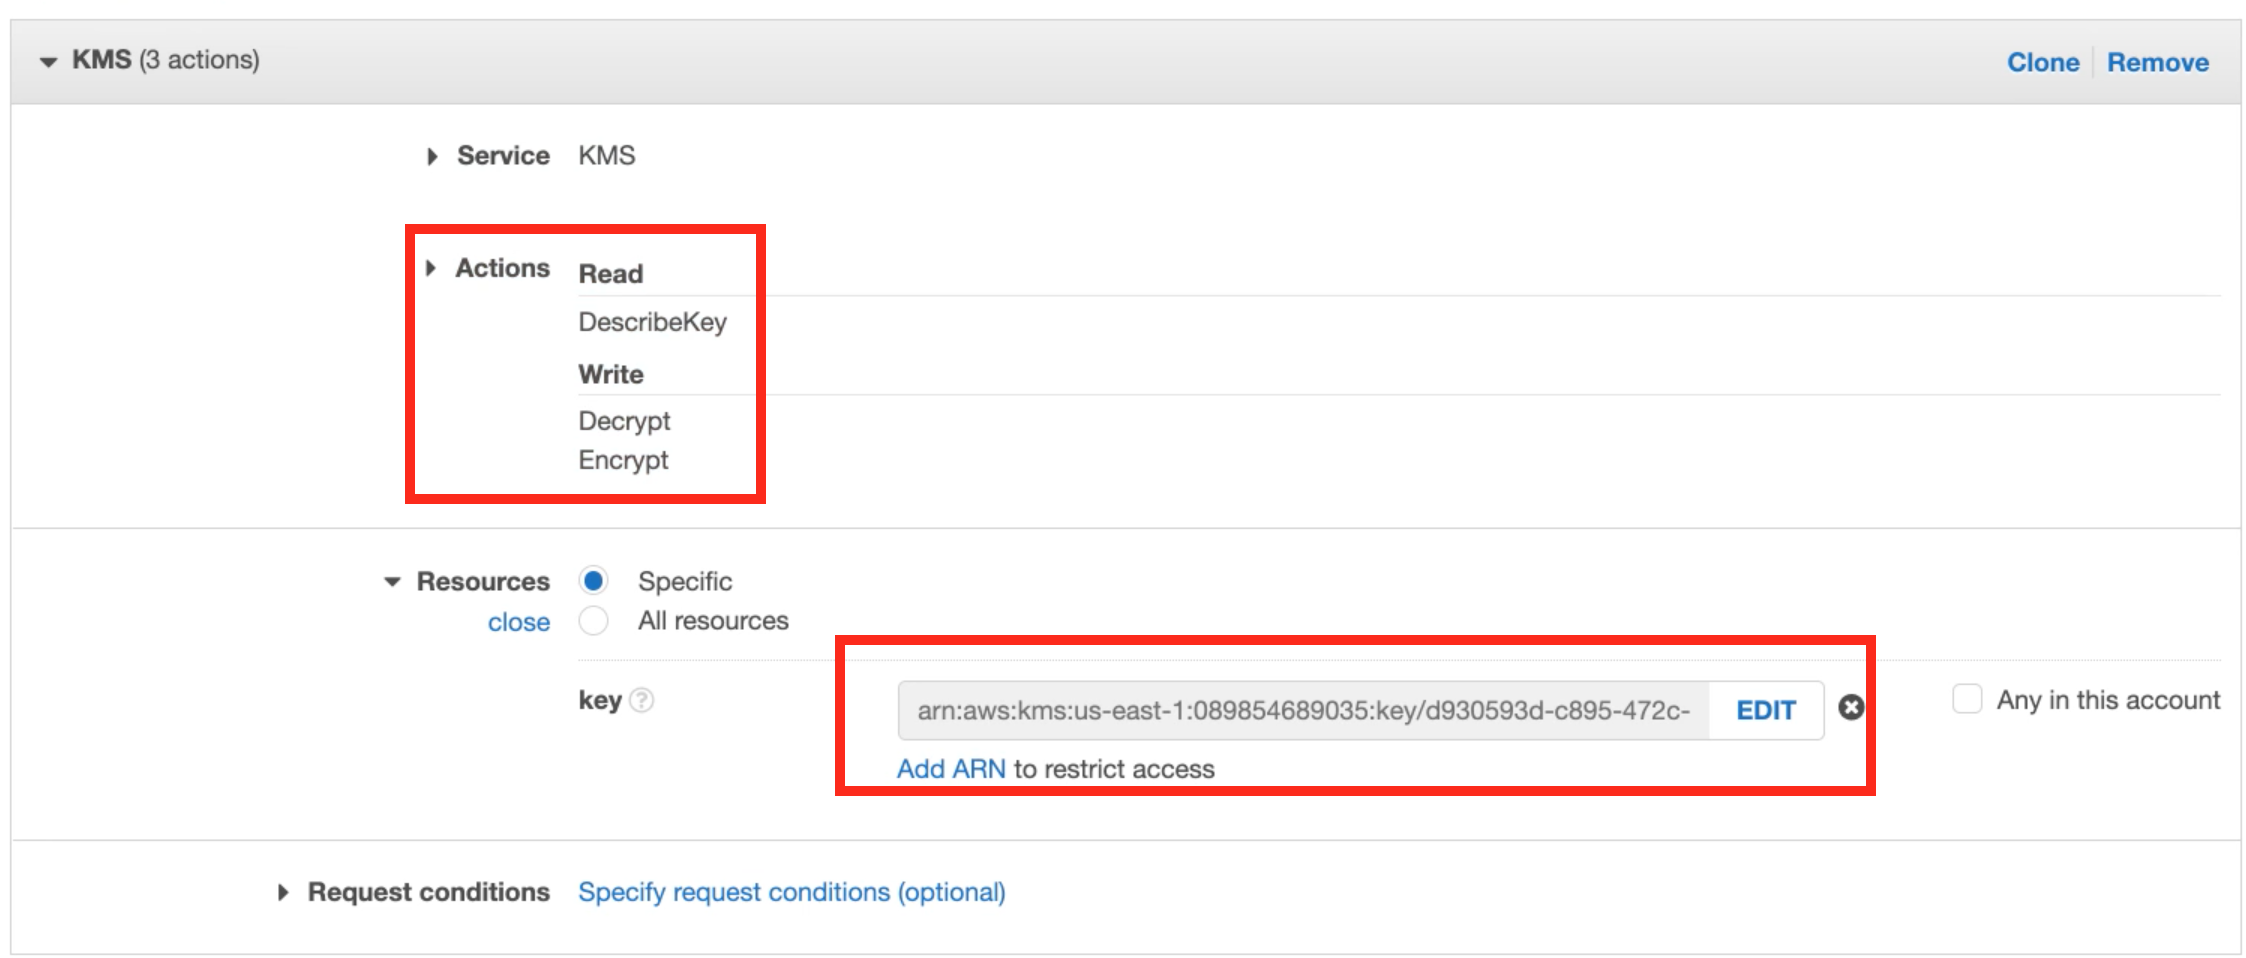 KMS (3 actions)
Clone Remove
Service KMS
Actions Read
DescribeKey
Write
Decrypt
Encrypt
Resources Specific
close All resources
key ? arn:aws:kms:us-east-1:089854689035:key/d930593d-c895-472c- EDIT Any in this account
Add ARN to restrict access
Request conditions Specify request conditions (optional)